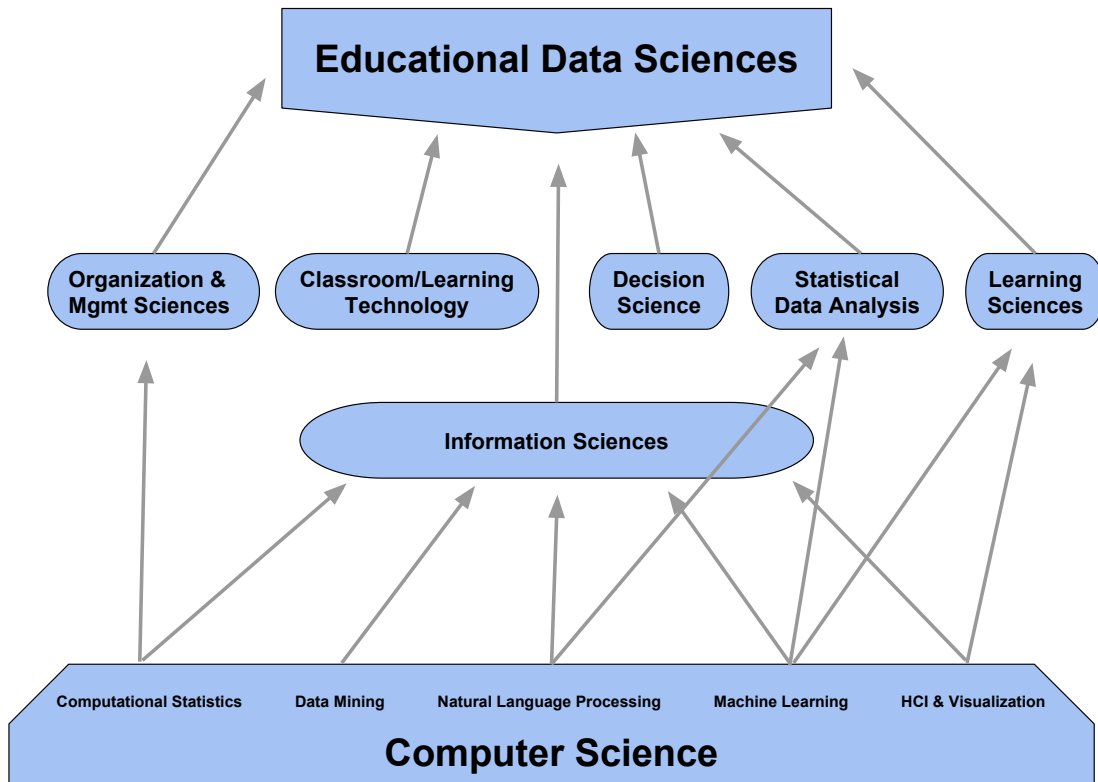 Educational Data Sciences
Organization &
Mgmt Sciences
Classroom/Learning
Technology
Decision
Science
Statistical
Data Analysis
Learning
Sciences
Information Sciences
Computational Statistics
Data Mining
Natural Language Processing
Machine Learning
HCI & Visualization
Computer Science